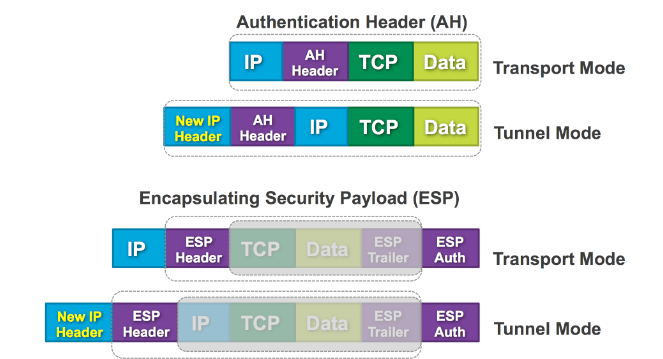 Authentication Header (AH)
IP
AH
Header
TCP
Data
Transport Mode
New IP
Header
AH
Header
IP
TCP
Data
Tunnel Mode
Encapsulating Security Payload (ESP)
IP
ESP
Header
TCP
Data
ESP
Trailer
ESP
Auth
Transport Mode
New IP
Header
ESP
Header
IP
TCP
Data
ESP
Trailer
ESP
Auth
Tunnel Mode